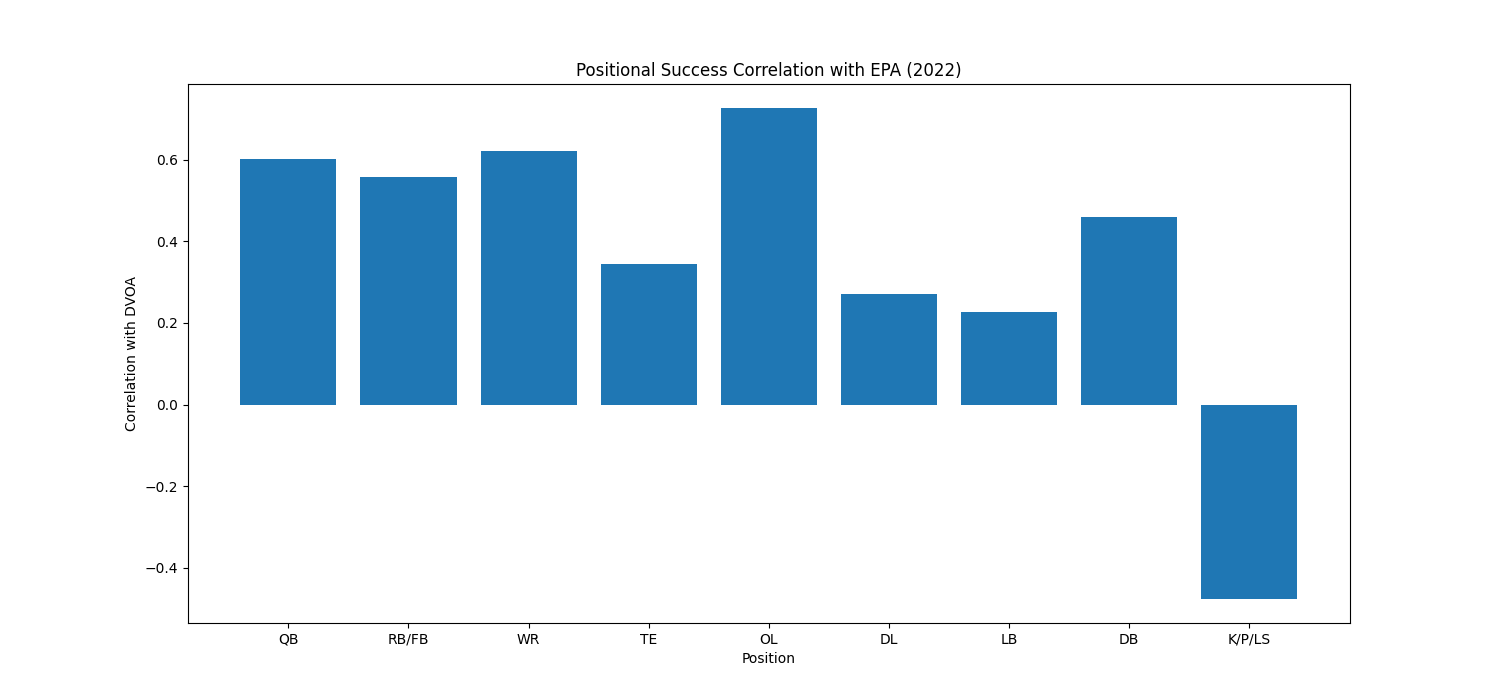 Positional Success Correlation with EPA (2022)
Correlation with DVOA
0.6
0.4
0.2
0.0
−0.2
−0.4
QB RB/FB WR TE OL DL LB DB K/P/LS
Position